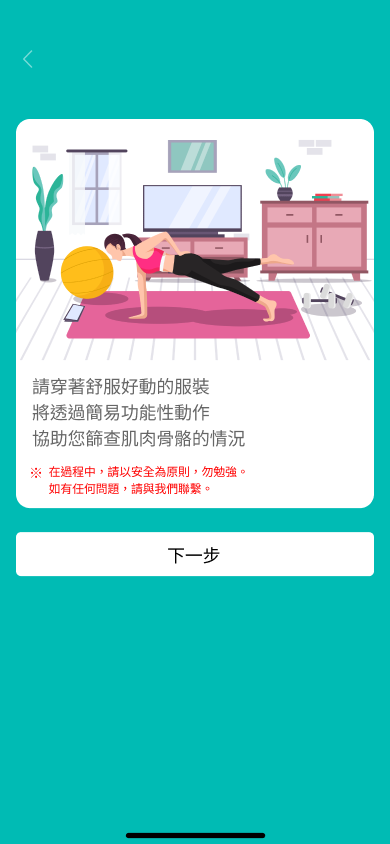 請穿著舒服好動的服裝
將透過簡易功能性動作
協助您篩查肌肉骨骼的情況
※ 在過程中，請以安全為原則，勿勉強。
如有任何問題，請與我們聯繫。
下一步